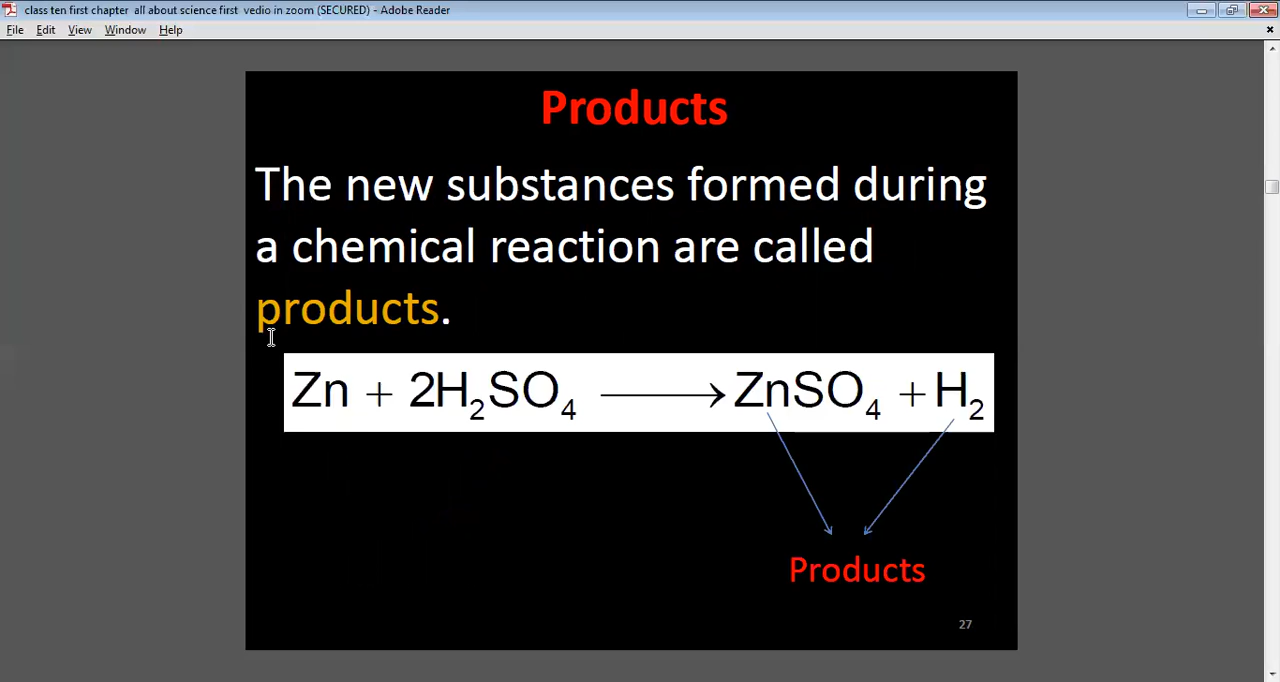 class ten first chapter  all about science first  vedio in zoom (SECURED) - Adobe Reader
File Edit View Window Help
Products
The new substances formed during
a chemical reaction are called
products.
Zn + 2H₂SO₄ ⟶ ZnSO₄ + H₂
Products
27